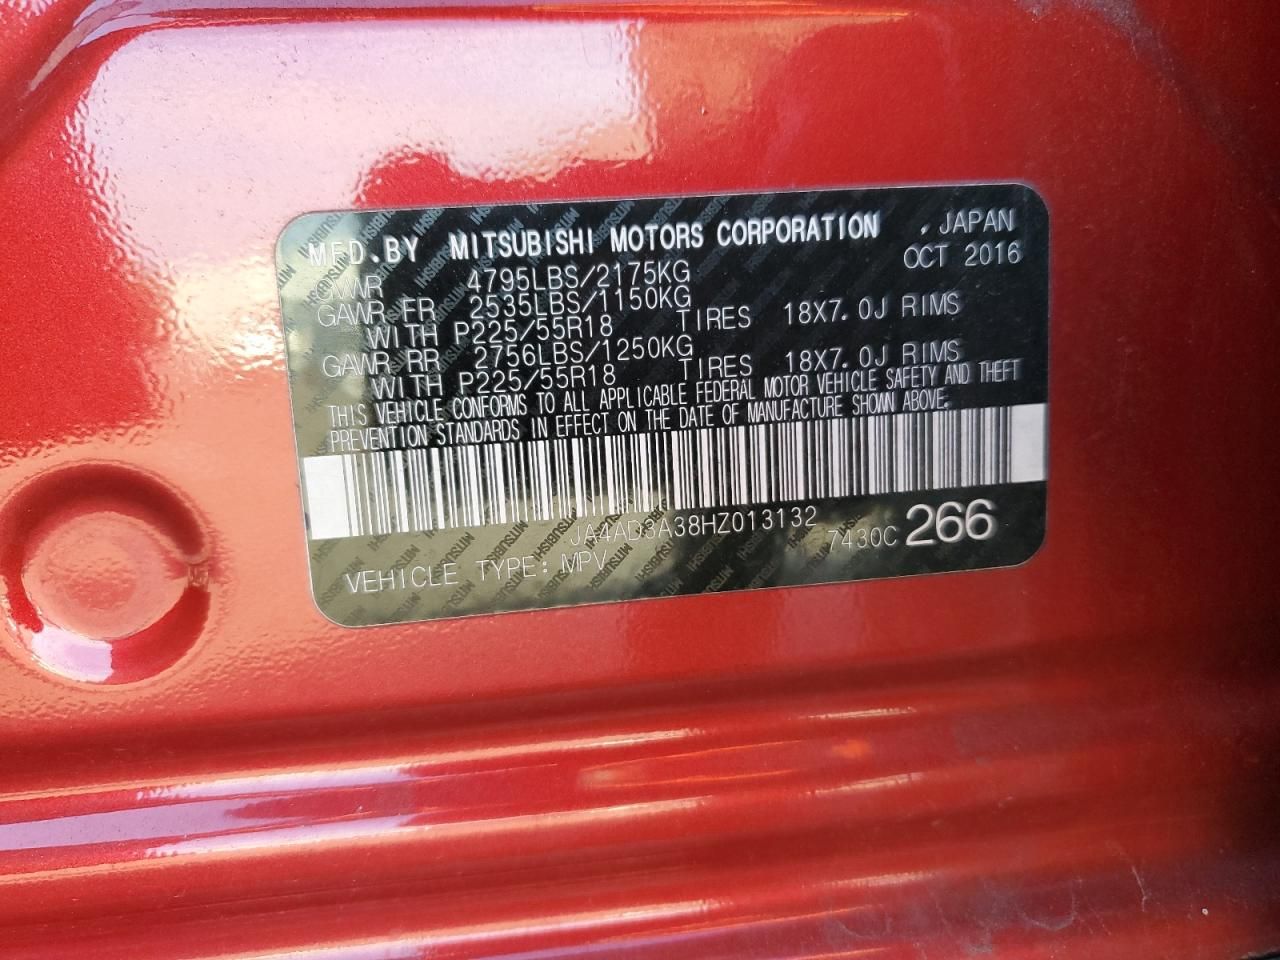 MFD.BY MITSUBISHI MOTORS CORPORATION , JAPAN
GVWR 4795LBS/2175KG OCT 2016
GAWR FR 2535LBS/1150KG
WITH P225/55R18 TIRES 18X7.0J RIMS
GAWR RR 2756LBS/1250KG
WITH P225/55R18 TIRES 18X7.0J RIMS
THIS VEHICLE CONFORMS TO ALL APPLICABLE FEDERAL MOTOR VEHICLE SAFETY AND THEFT
PREVENTION STANDARDS IN EFFECT ON THE DATE OF MANUFACTURE SHOWN ABOVE.
JA4AD3A38HZ013132
VEHICLE TYPE: MPV 7430C 266